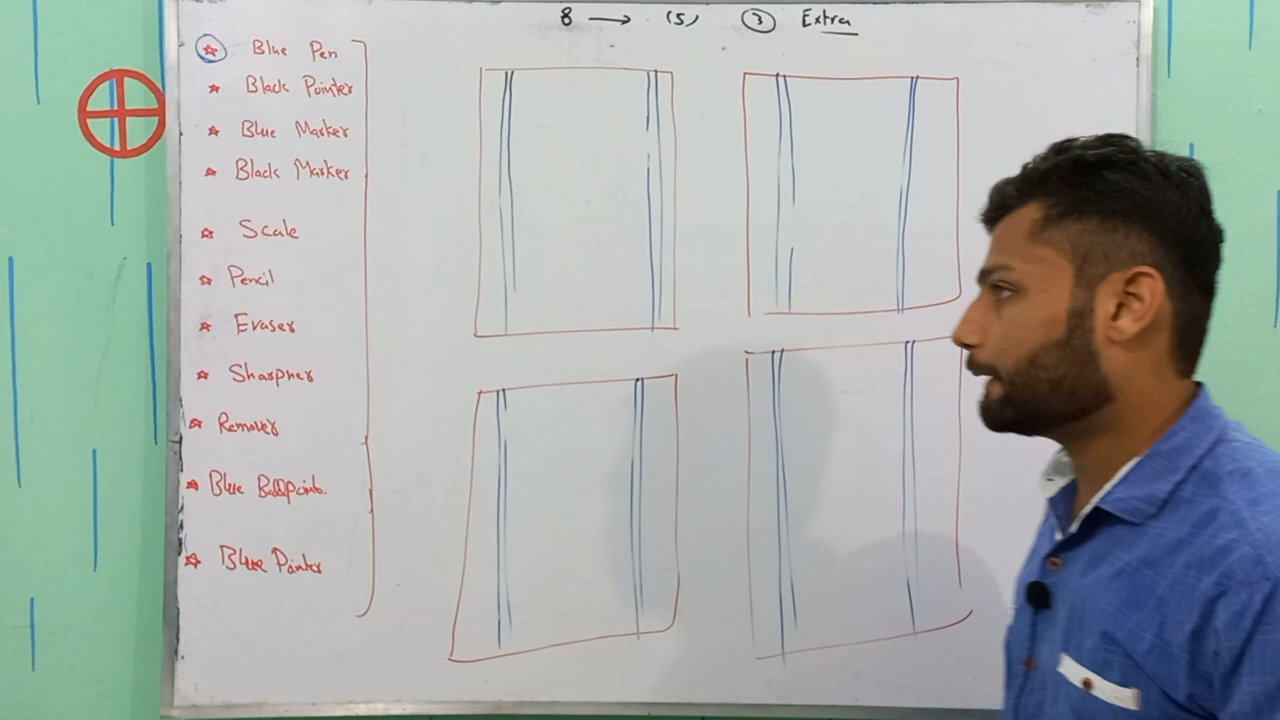 8 → (5) ③ Extra
☆ Blue Pen
☆ Black Pointer
☆ Blue Marker
☆ Black Marker
☆ Scale
☆ Pencil
☆ Eraser
☆ Sharpner
☆ Remover
☆ Blue Ballpoint.
☆ Blue Pointer